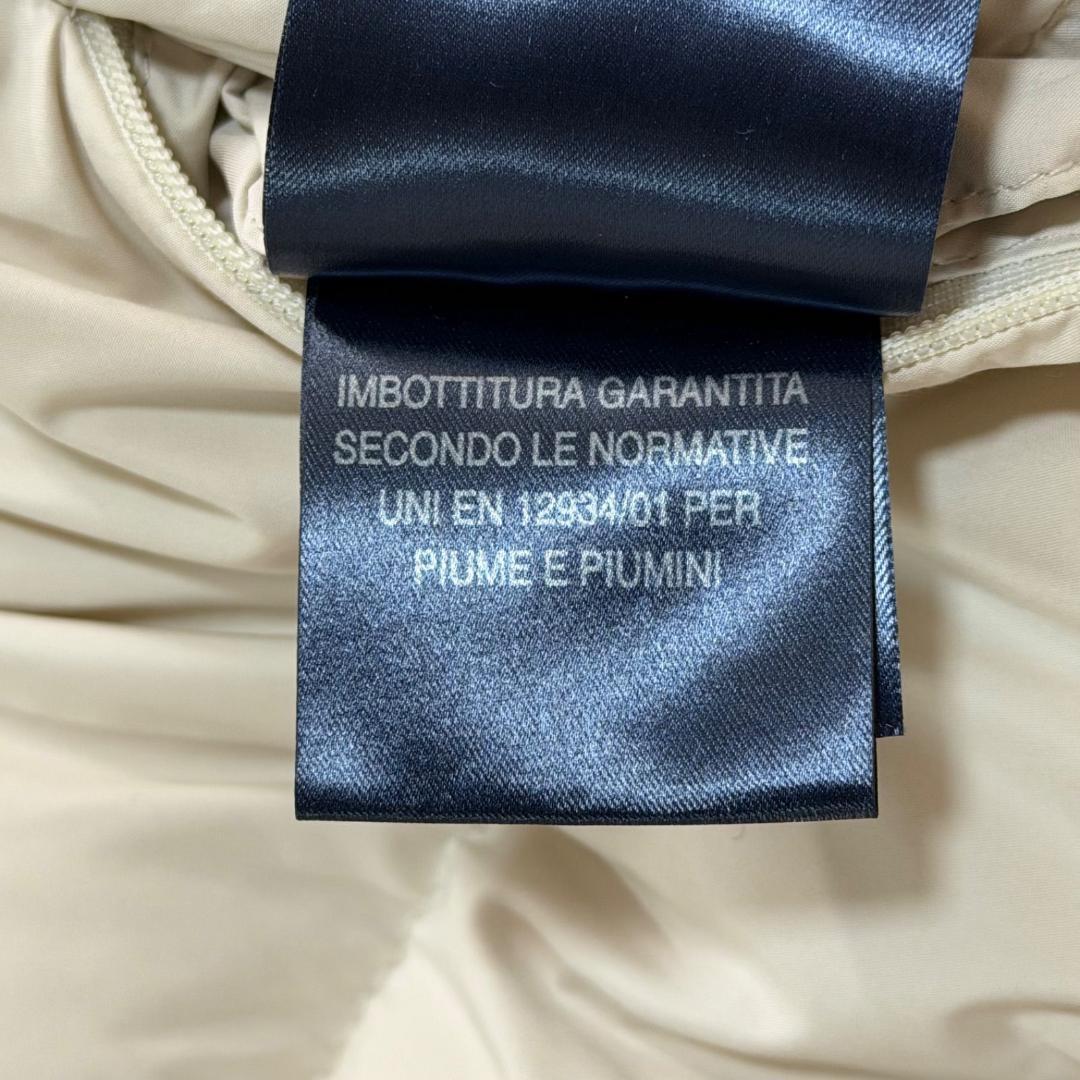 IMBOTTITURA GARANTITA
SECONDO LE NORMATIVE
UNI EN 12934/01 PER
PIUME E PIUMINI